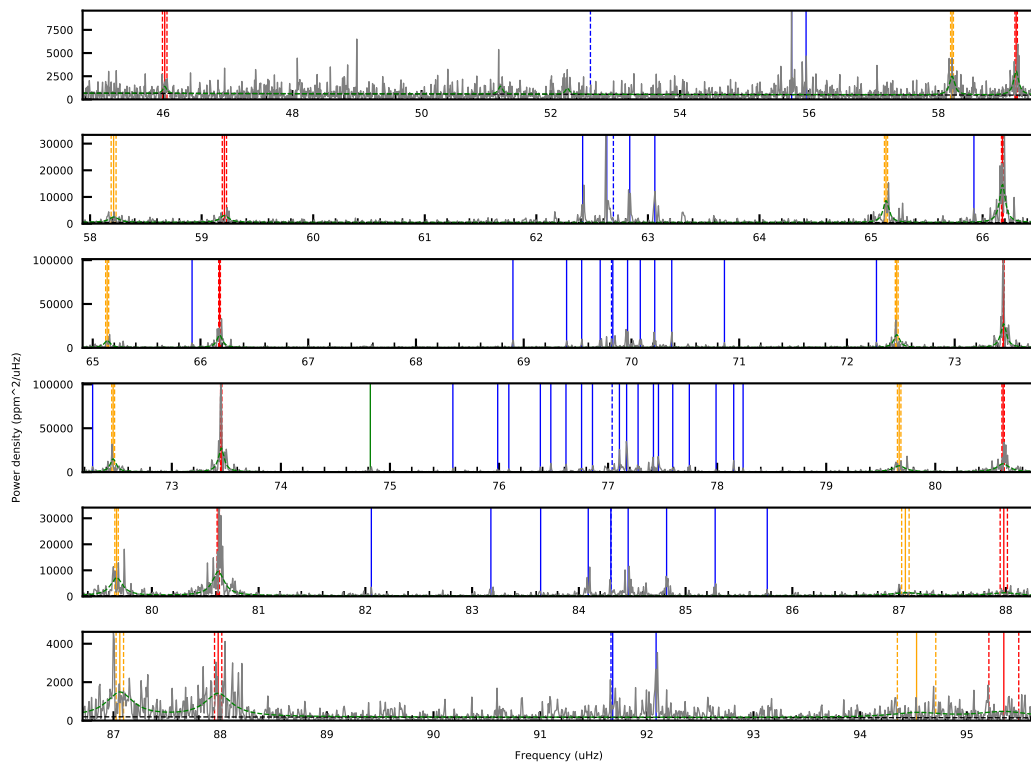 7500
5000
2500
0
46 48 50 52 54 56 58
30000
20000
10000
0
58 59 60 61 62 63 64 65 66
100000
50000
0
65 66 67 68 69 70 71 72 73
Power density (ppm^2/uHz)
100000
50000
0
73 74 75 76 77 78 79 80
30000
20000
10000
0
80 81 82 83 84 85 86 87 88
4000
2000
0
87 88 89 90 91 92 93 94 95
Frequency (uHz)